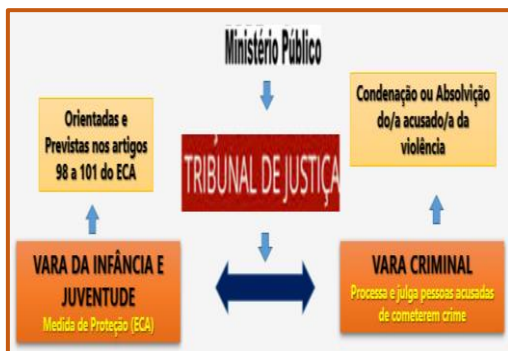 Ministério Público
Orientadas e
Previstas nos artigos
98 a 101 do ECA
Condenação ou Absolvição
do/a acusado/a da
violência
TRIBUNAL DE JUSTIÇA
VARA DA INFÂNCIA E
JUVENTUDE
Medida de Proteção (ECA)
VARA CRIMINAL
Processa e julga pessoas acusadas
de cometerem crime